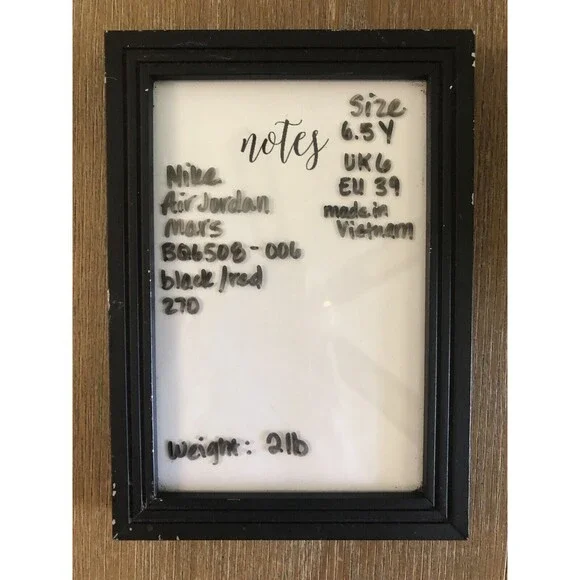 notes
Nike
Air Jordan
mars
BQ6508-006
black/red
270
Size
6.5Y
UK6
EU 39
made in
Vietnam
Weight: 2lb